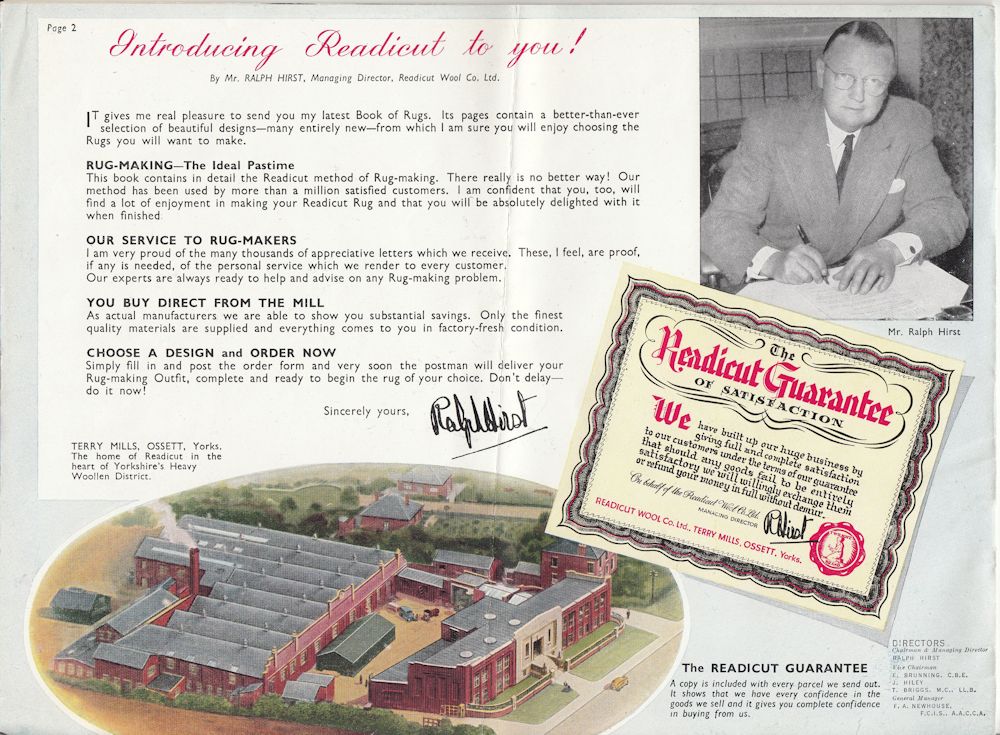 Page 2
Introducing Readicut to you!
By Mr. RALPH HIRST, Managing Director, Readicut Wool Co. Ltd.
IT gives me real pleasure to send you my latest Book of Rugs. Its pages contain a better-than-ever
selection of beautiful designs—many entirely new—from which I am sure you will enjoy choosing the
Rugs you will want to make.
RUG-MAKING—The Ideal Pastime
This book contains in detail the Readicut method of Rug-making. There really is no better way! Our
method has been used by more than a million satisfied customers. I am confident that you, too, will
find a lot of enjoyment in making your Readicut Rug and that you will be absolutely delighted with it
when finished.
OUR SERVICE TO RUG-MAKERS
I am very proud of the many thousands of appreciative letters which we receive. These, I feel, are proof,
if any is needed, of the personal service which we render to every customer.
Our experts are always ready to help and advise on any Rug-making problem.
YOU BUY DIRECT FROM THE MILL
As actual manufacturers we are able to show you substantial savings. Only the finest
quality materials are supplied and everything comes to you in factory-fresh condition.
CHOOSE A DESIGN and ORDER NOW
Simply fill in and post the order form and very soon the postman will deliver your
Rug-making Outfit, complete and ready to begin the rug of your choice. Don't delay—
do it now!
Sincerely yours,
Ralph Hirst
TERRY MILLS, OSSETT, Yorks.
The home of Readicut in the
heart of Yorkshire's Heavy
Woollen District.
Mr. Ralph Hirst
The
Readicut Guarantee
OF SATISFACTION
We have built up our huge business by
giving full and complete satisfaction
to our customers under the terms of our guarantee
that should any goods fail to be entirely
satisfactory we will willingly exchange them
or refund your money in full without demur.
On behalf of the Readicut Wool Co. Ltd.
MANAGING DIRECTOR
R Hirst
READICUT WOOL Co. Ltd., TERRY MILLS, OSSETT, Yorks.
The READICUT GUARANTEE
A copy is included with every parcel we send out.
It shows that we have every confidence in the
goods we sell and it gives you complete confidence
in buying from us.
DIRECTORS
Chairman & Managing Director
RALPH HIRST
Vice Chairman
E. BRUNNING, C.B.E.
J. HILEY
T. BRIGGS, M.C., LL.B.
General Manager
F. A. NEWHOUSE,
F.C.I.S., A.A.C.C.A.